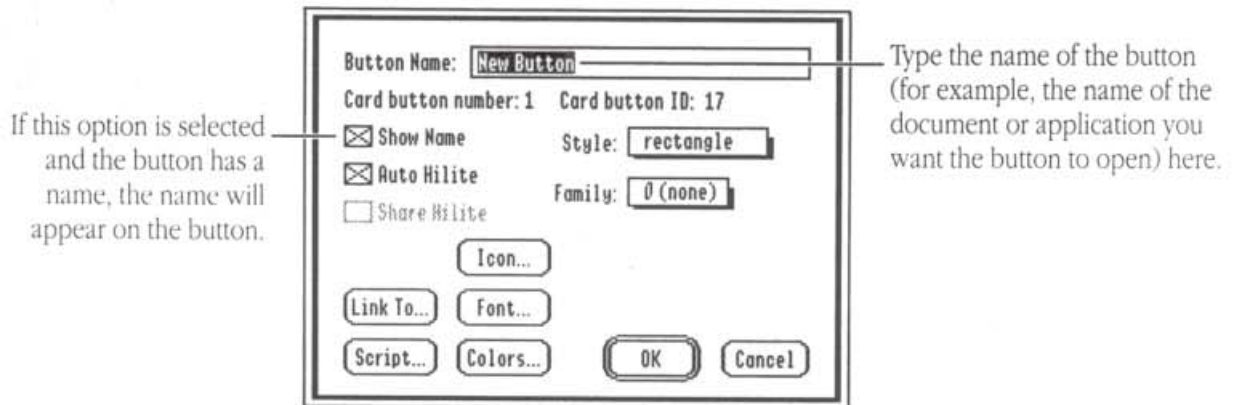 Button Name: New Button
Card button number: 1 Card button ID: 17
Show Name
Style: rectangle
Auto Hilite
Family: 0 (none)
Share Hilite
Icon...
Link To... Font...
Script... Colors... OK Cancel
If this option is selected
and the button has a
name, the name will
appear on the button.
Type the name of the button
(for example, the name of the
document or application you
want the button to open) here.